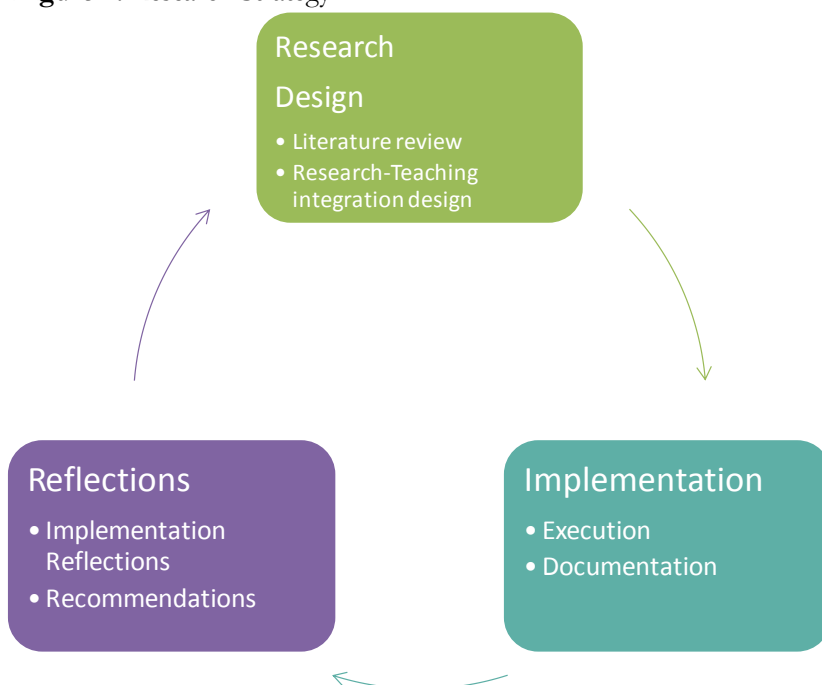 Research
Design
• Literature review
• Research-Teaching
integration design
Reflections
• Implementation
Reflections
• Recommendations
Implementation
• Execution
• Documentation